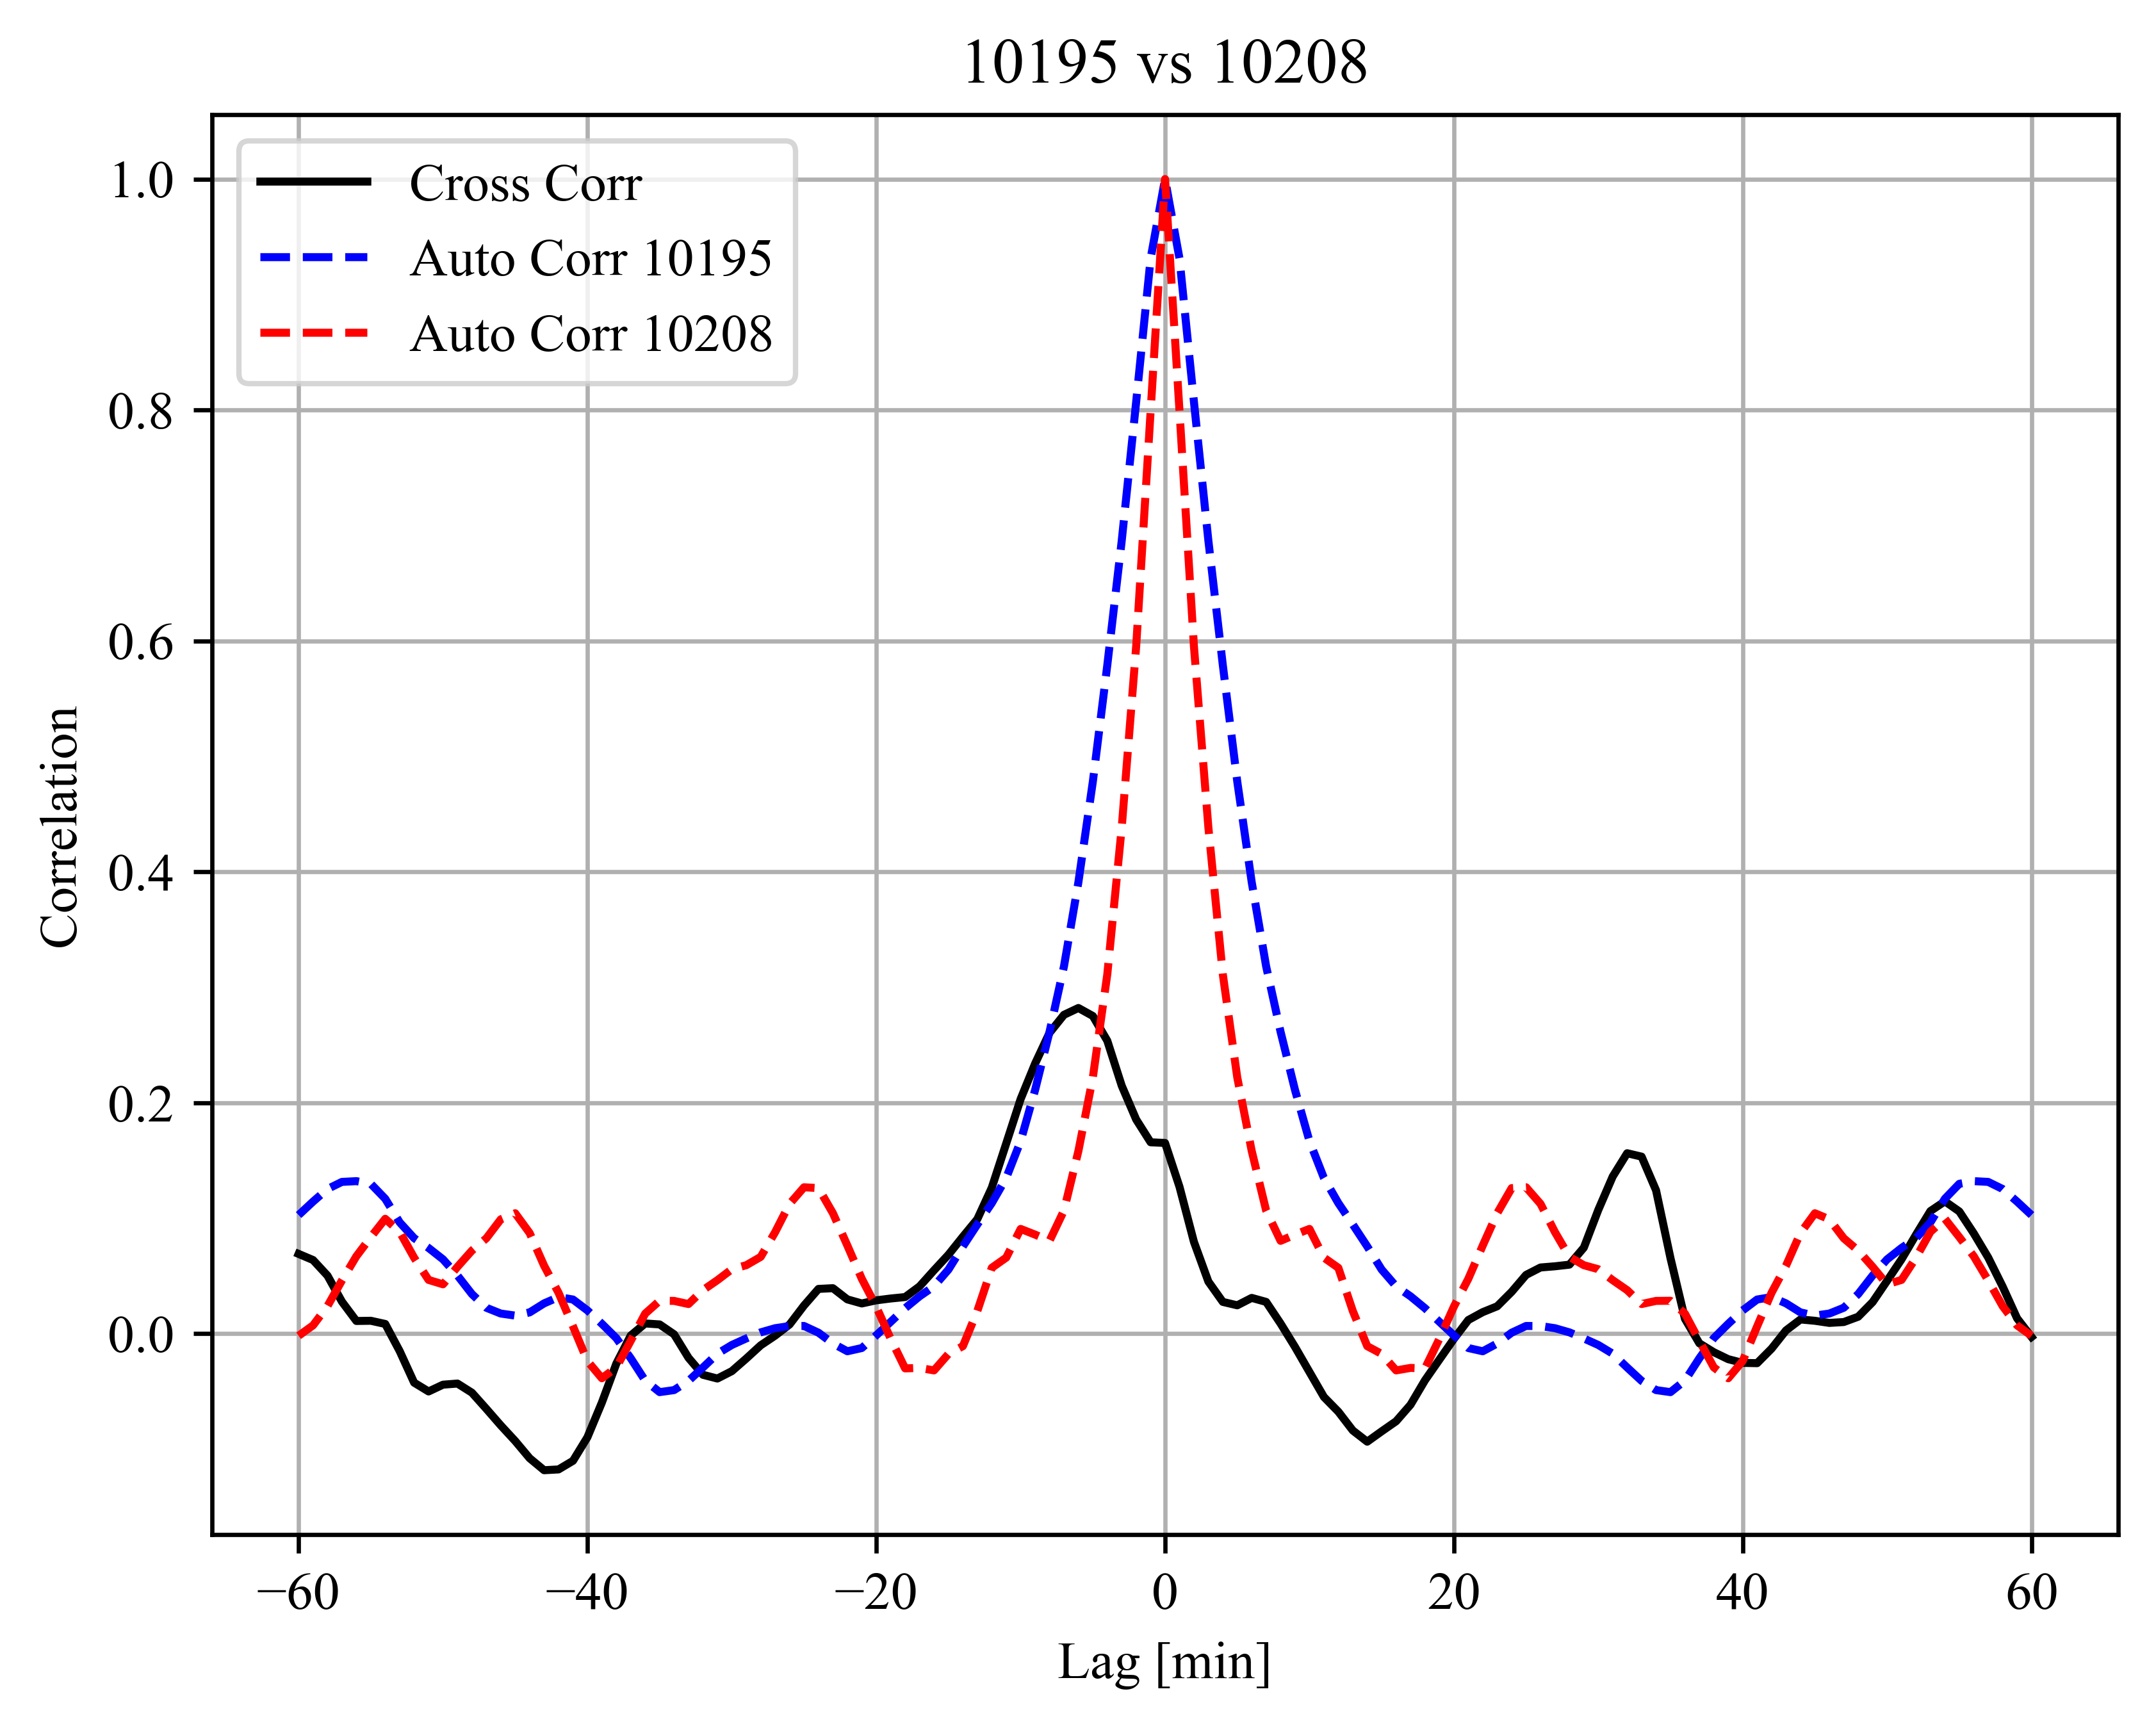 10195 vs 10208
Cross Corr
Auto Corr 10195
Auto Corr 10208
1.0
0.8
0.6
0.4
0.2
0.0
Correlation
−60 −40 −20 0 20 40 60
Lag [min]